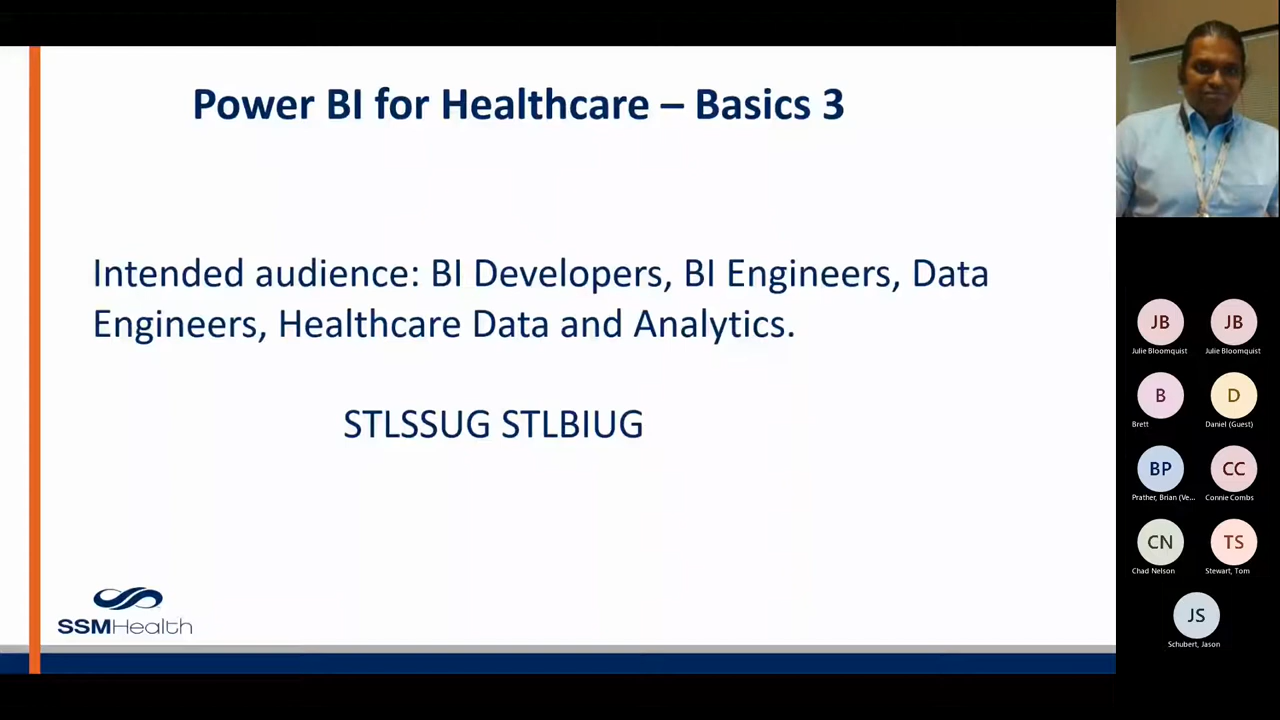 Power BI for Healthcare – Basics 3
Intended audience: BI Developers, BI Engineers, Data
Engineers, Healthcare Data and Analytics.
STLSSUG STLBIUG
SSMHealth
JB
JB
Julie Bloomquist
Julie Bloomquist
B
D
Brett
Daniel (Guest)
BP
CC
Prather, Brian (Ve...
Connie Combs
CN
TS
Chad Nelson
Stewart, Tom
JS
Schubert, Jason